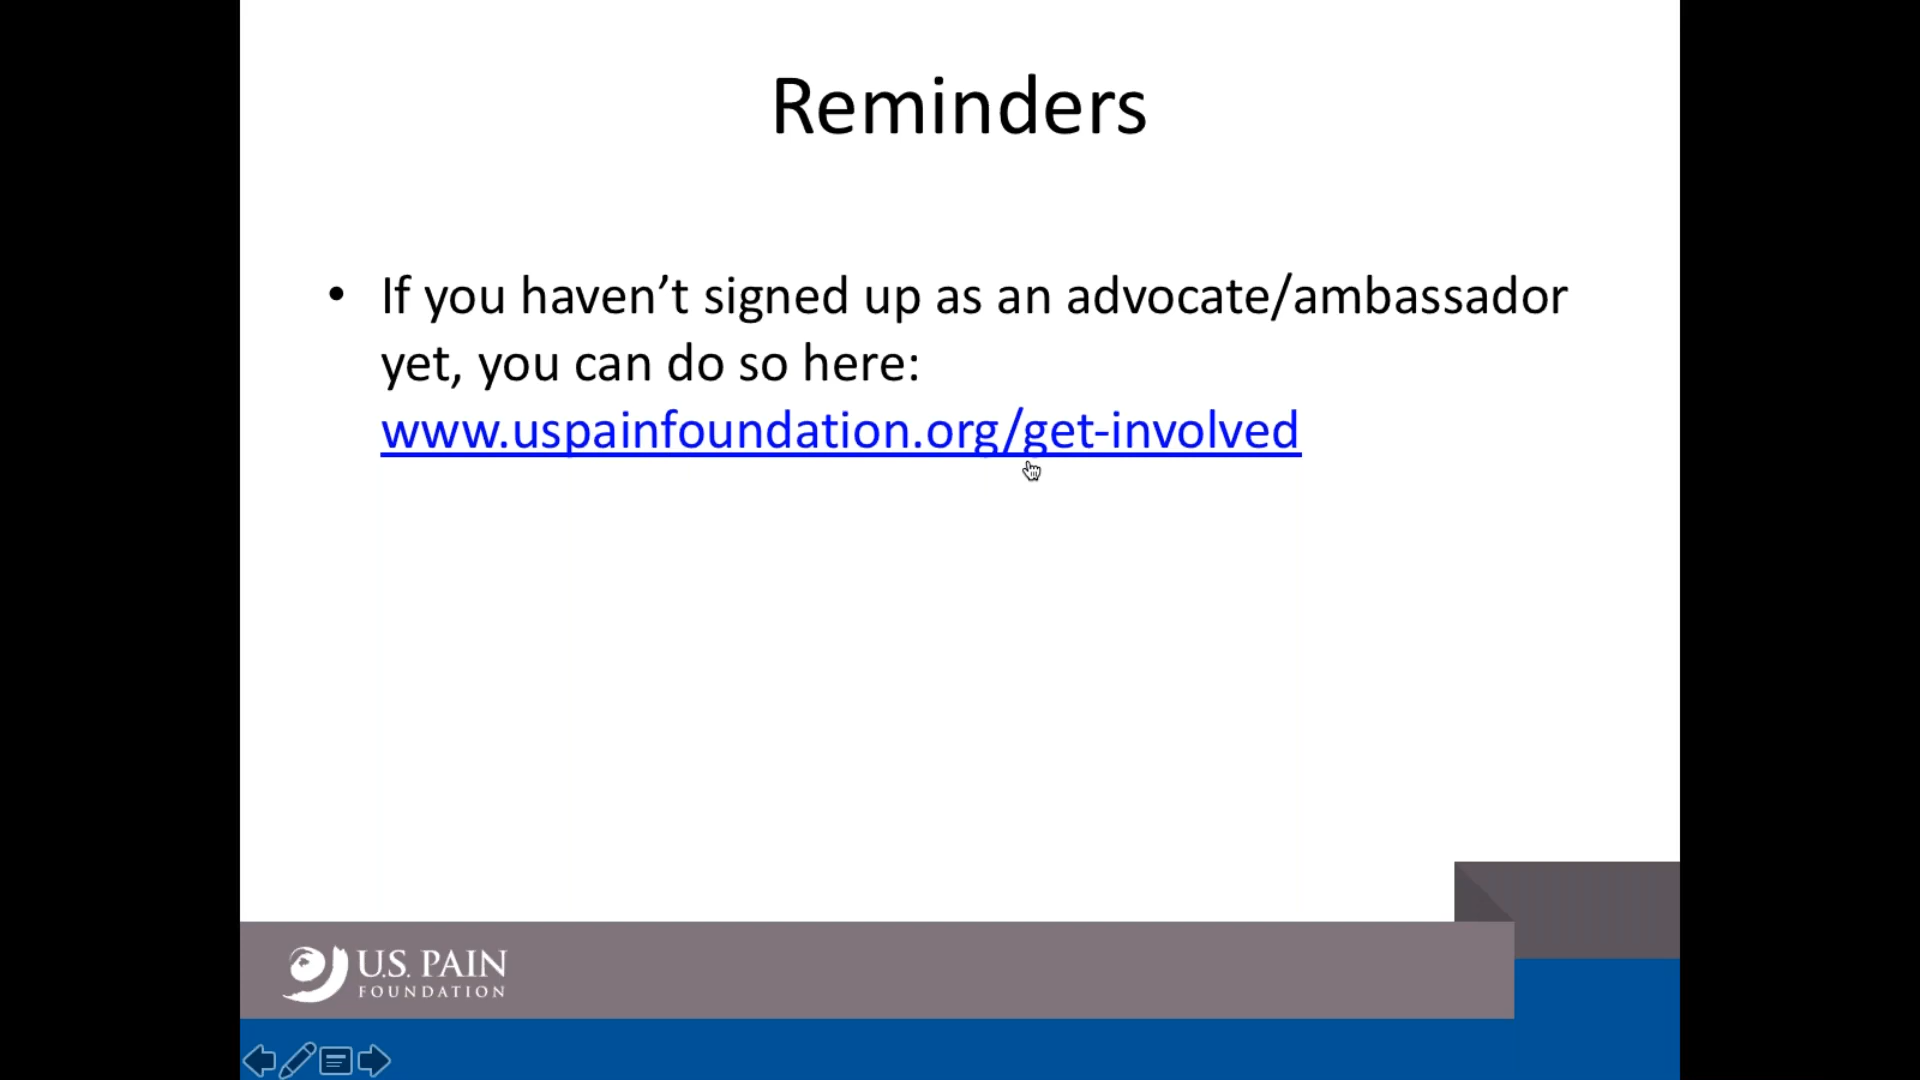 Reminders
• If you haven’t signed up as an advocate/ambassador
yet, you can do so here:
www.uspainfoundation.org/get-involved
U.S. PAIN
FOUNDATION